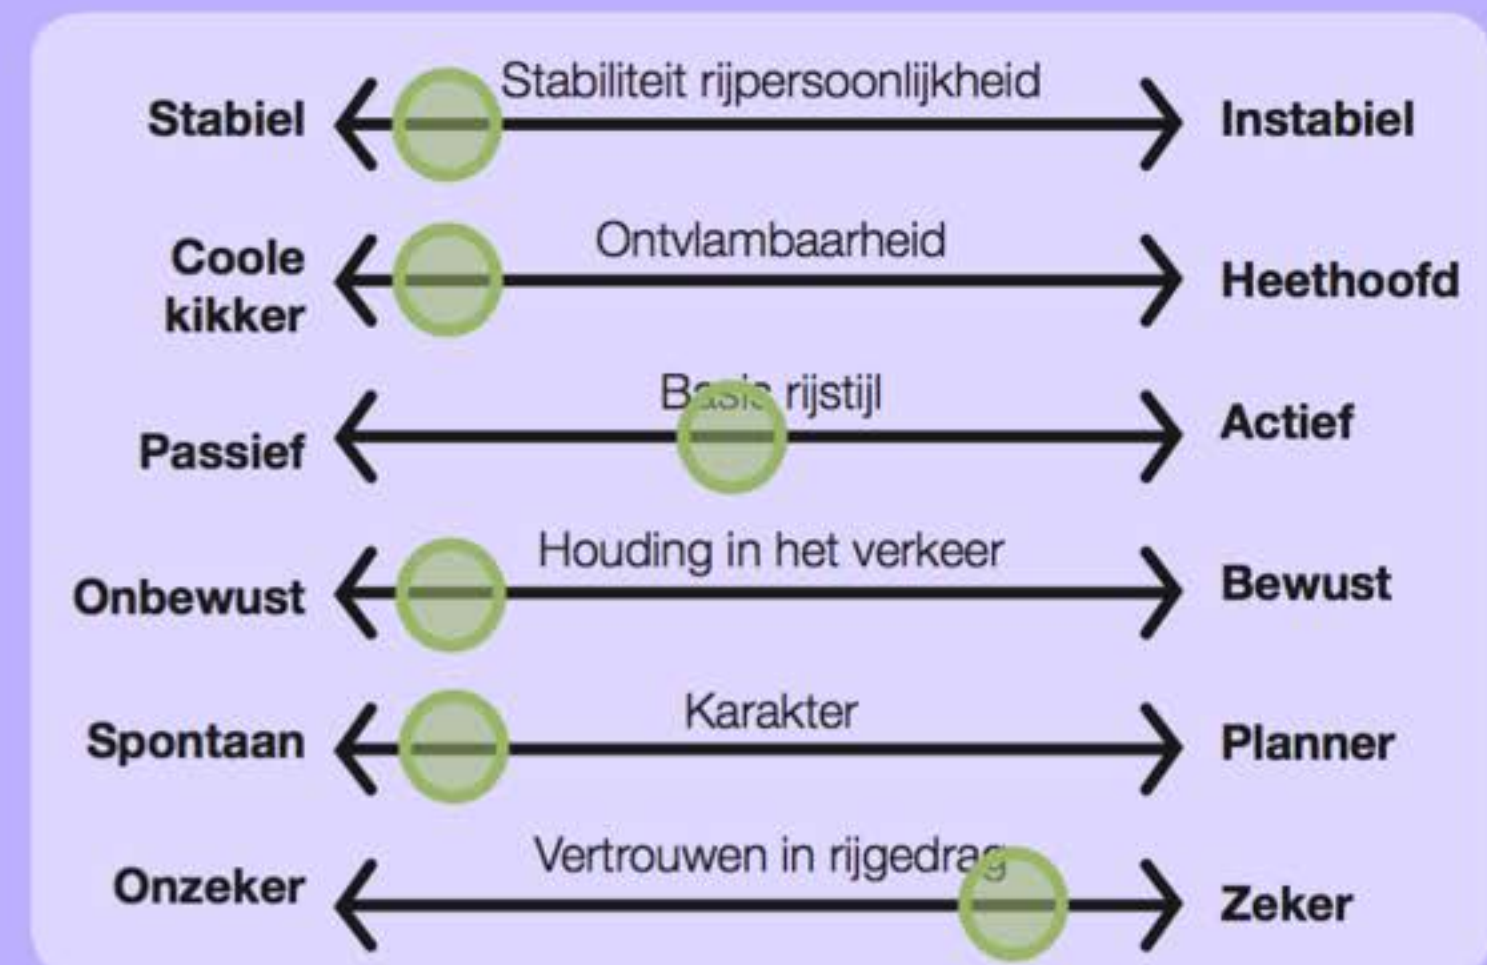 Stabiliteit rijpersoonlijkheid
Stabiel
Instabiel
Ontvlambaarheid
Coole
kikker
Heethoofd
Basis rijstijl
Passief
Actief
Houding in het verkeer
Onbewust
Bewust
Karakter
Spontaan
Planner
Vertrouwen in rijgedrag
Onzeker
Zeker